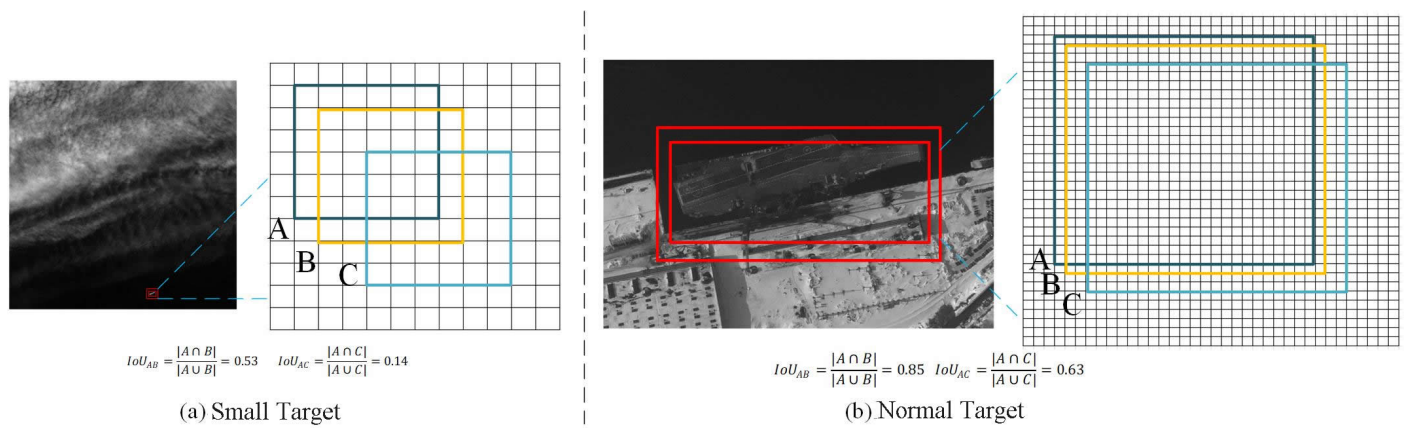 A
B
C
IoU_AB = |A ∩ B| / |A ∪ B| = 0.53 IoU_AC = |A ∩ C| / |A ∪ C| = 0.14
(a) Small Target
A
B
C
IoU_AB = |A ∩ B| / |A ∪ B| = 0.85 IoU_AC = |A ∩ C| / |A ∪ C| = 0.63
(b) Normal Target